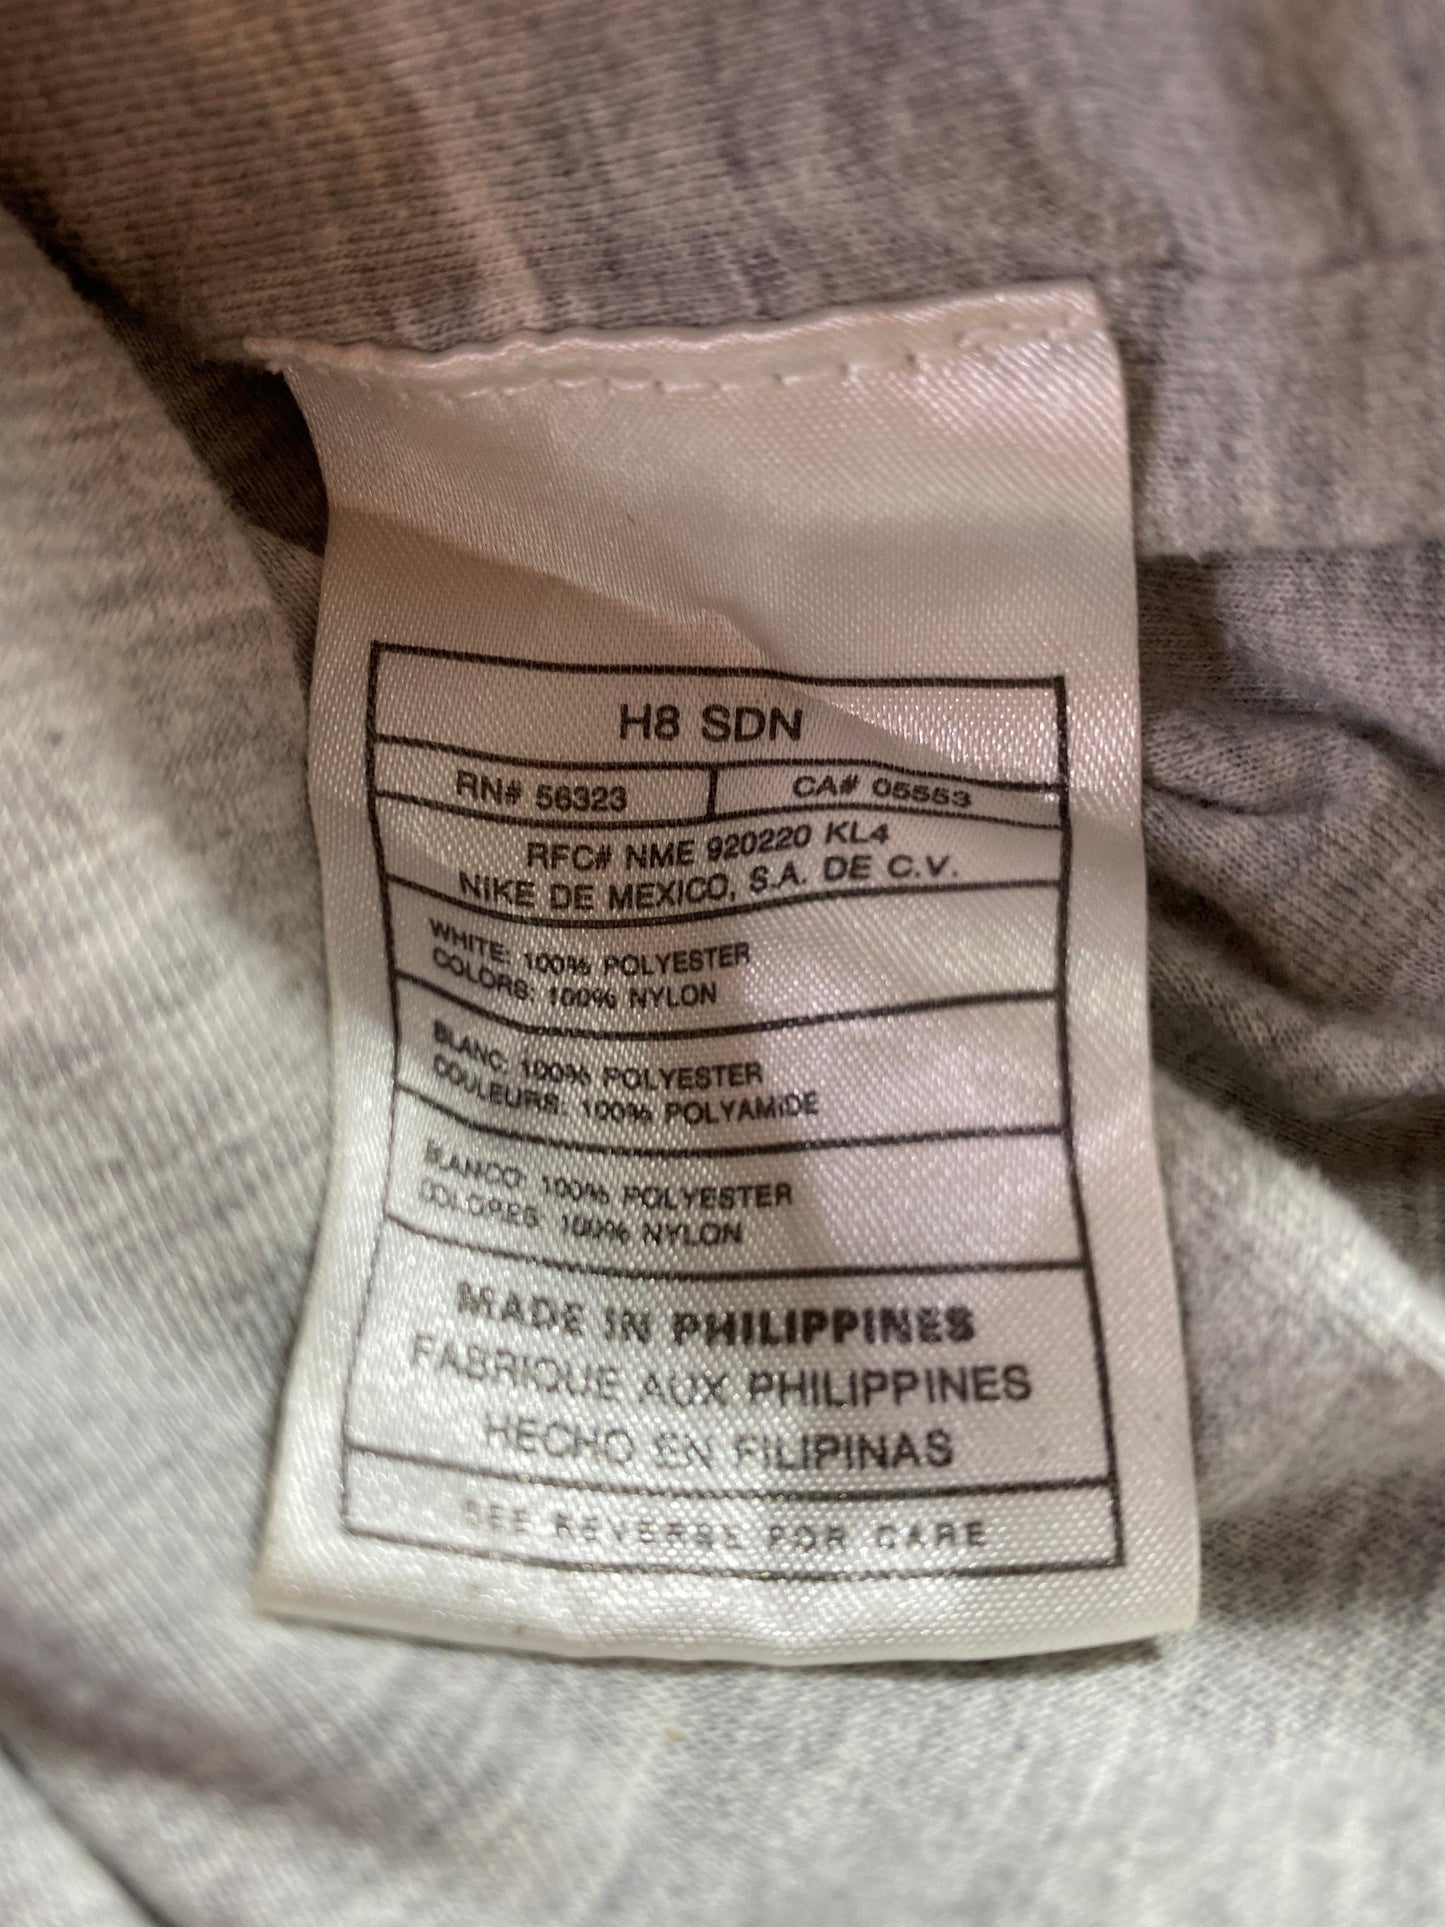 H8 SDN
RN# 56323 CA# 05553
RFC# NME 920220 KL4
NIKE DE MEXICO, S.A. DE C.V.
WHITE: 100% POLYESTER
COLORS: 100% NYLON
BLANC: 100% POLYESTER
COULEURS: 100% POLYAMIDE
BLANCO: 100% POLYESTER
COLORES: 100% NYLON
MADE IN PHILIPPINES
FABRIQUE AUX PHILIPPINES
HECHO EN FILIPINAS
SEE REVERSE FOR CARE